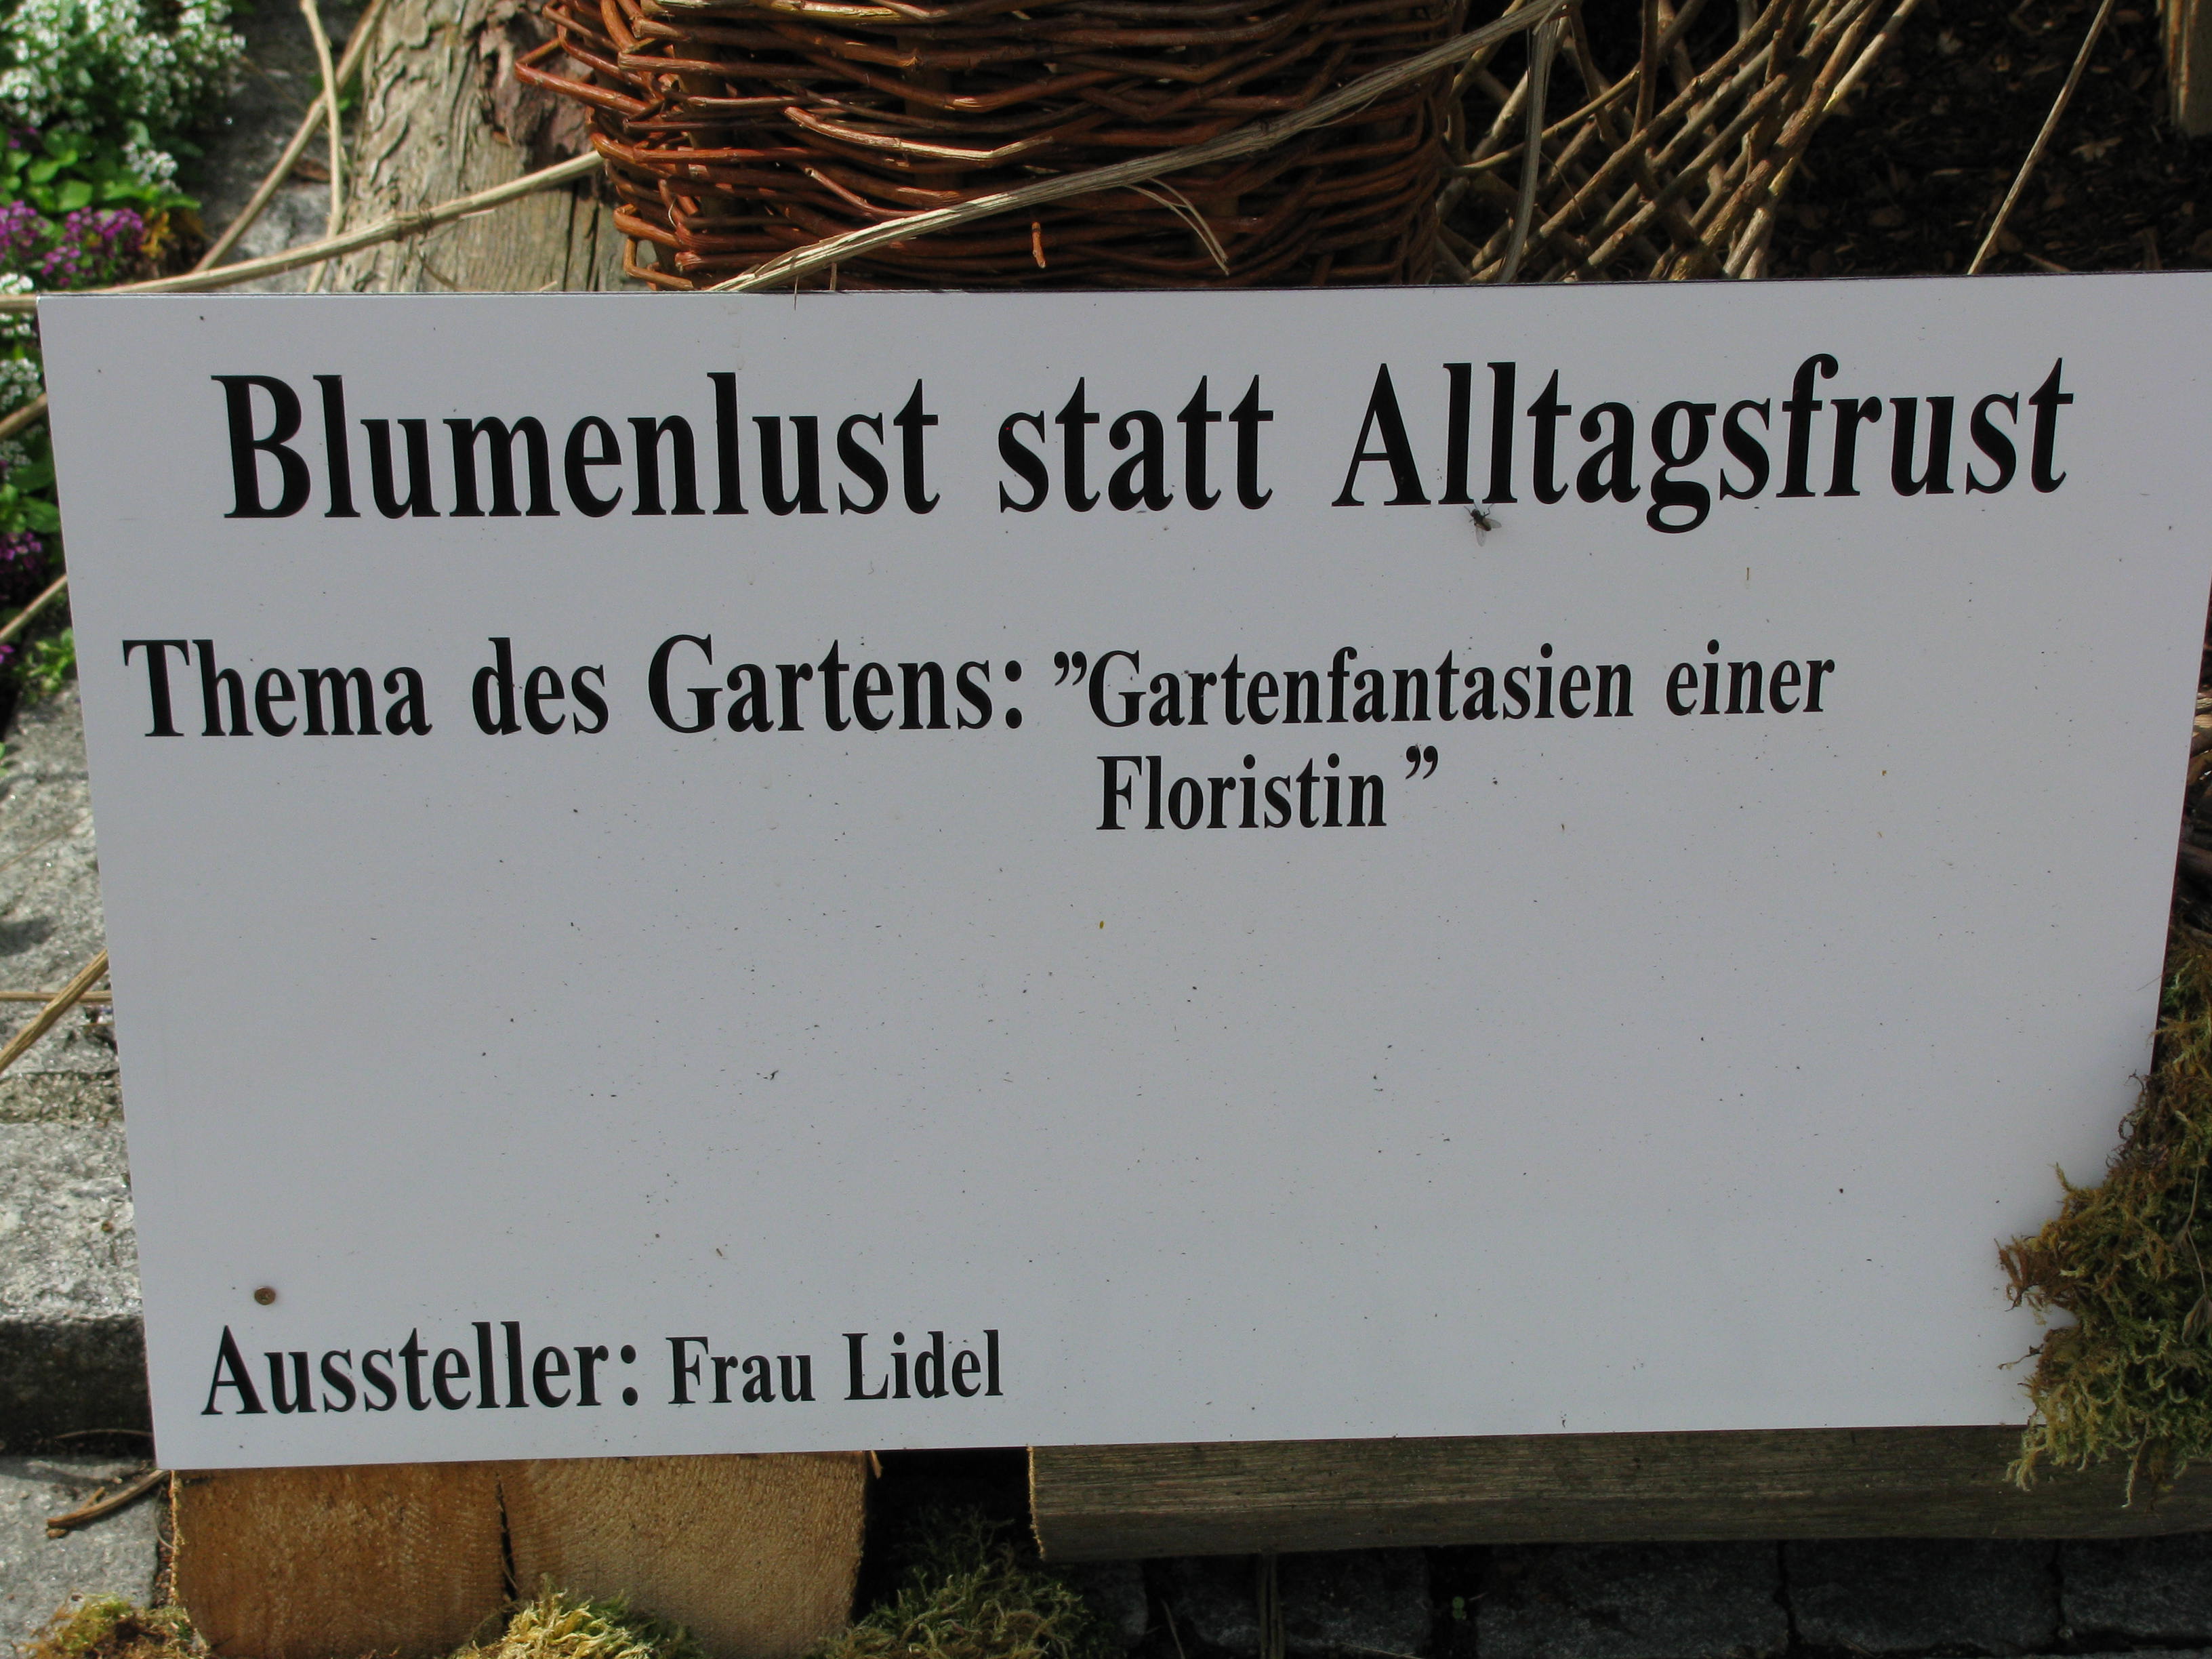 Blumenlust statt Alltagsfrust
Thema des Gartens: ”Gartenfantasien einer
Floristin”
Aussteller: Frau Lidel